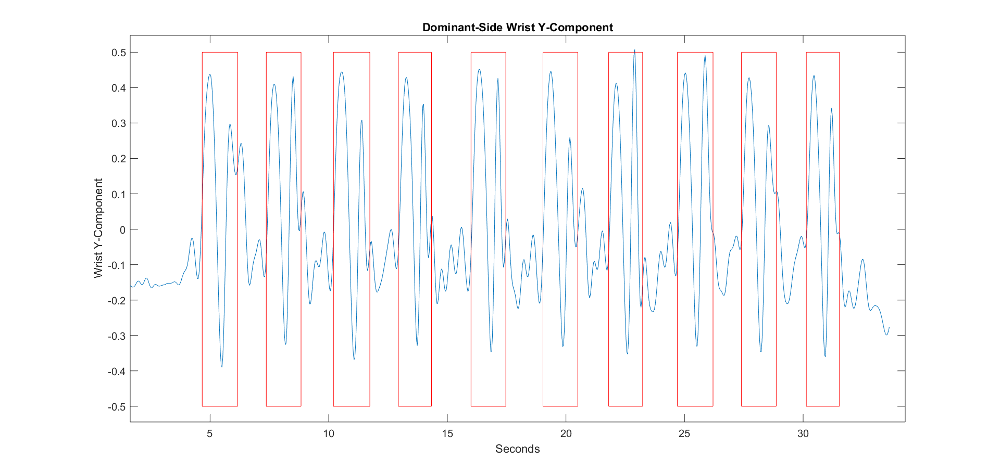 Dominant-Side Wrist Y-Component
Wrist Y-Component
0.5
0.4
0.3
0.2
0.1
0
-0.1
-0.2
-0.3
-0.4
-0.5
5 10 15 20 25 30
Seconds